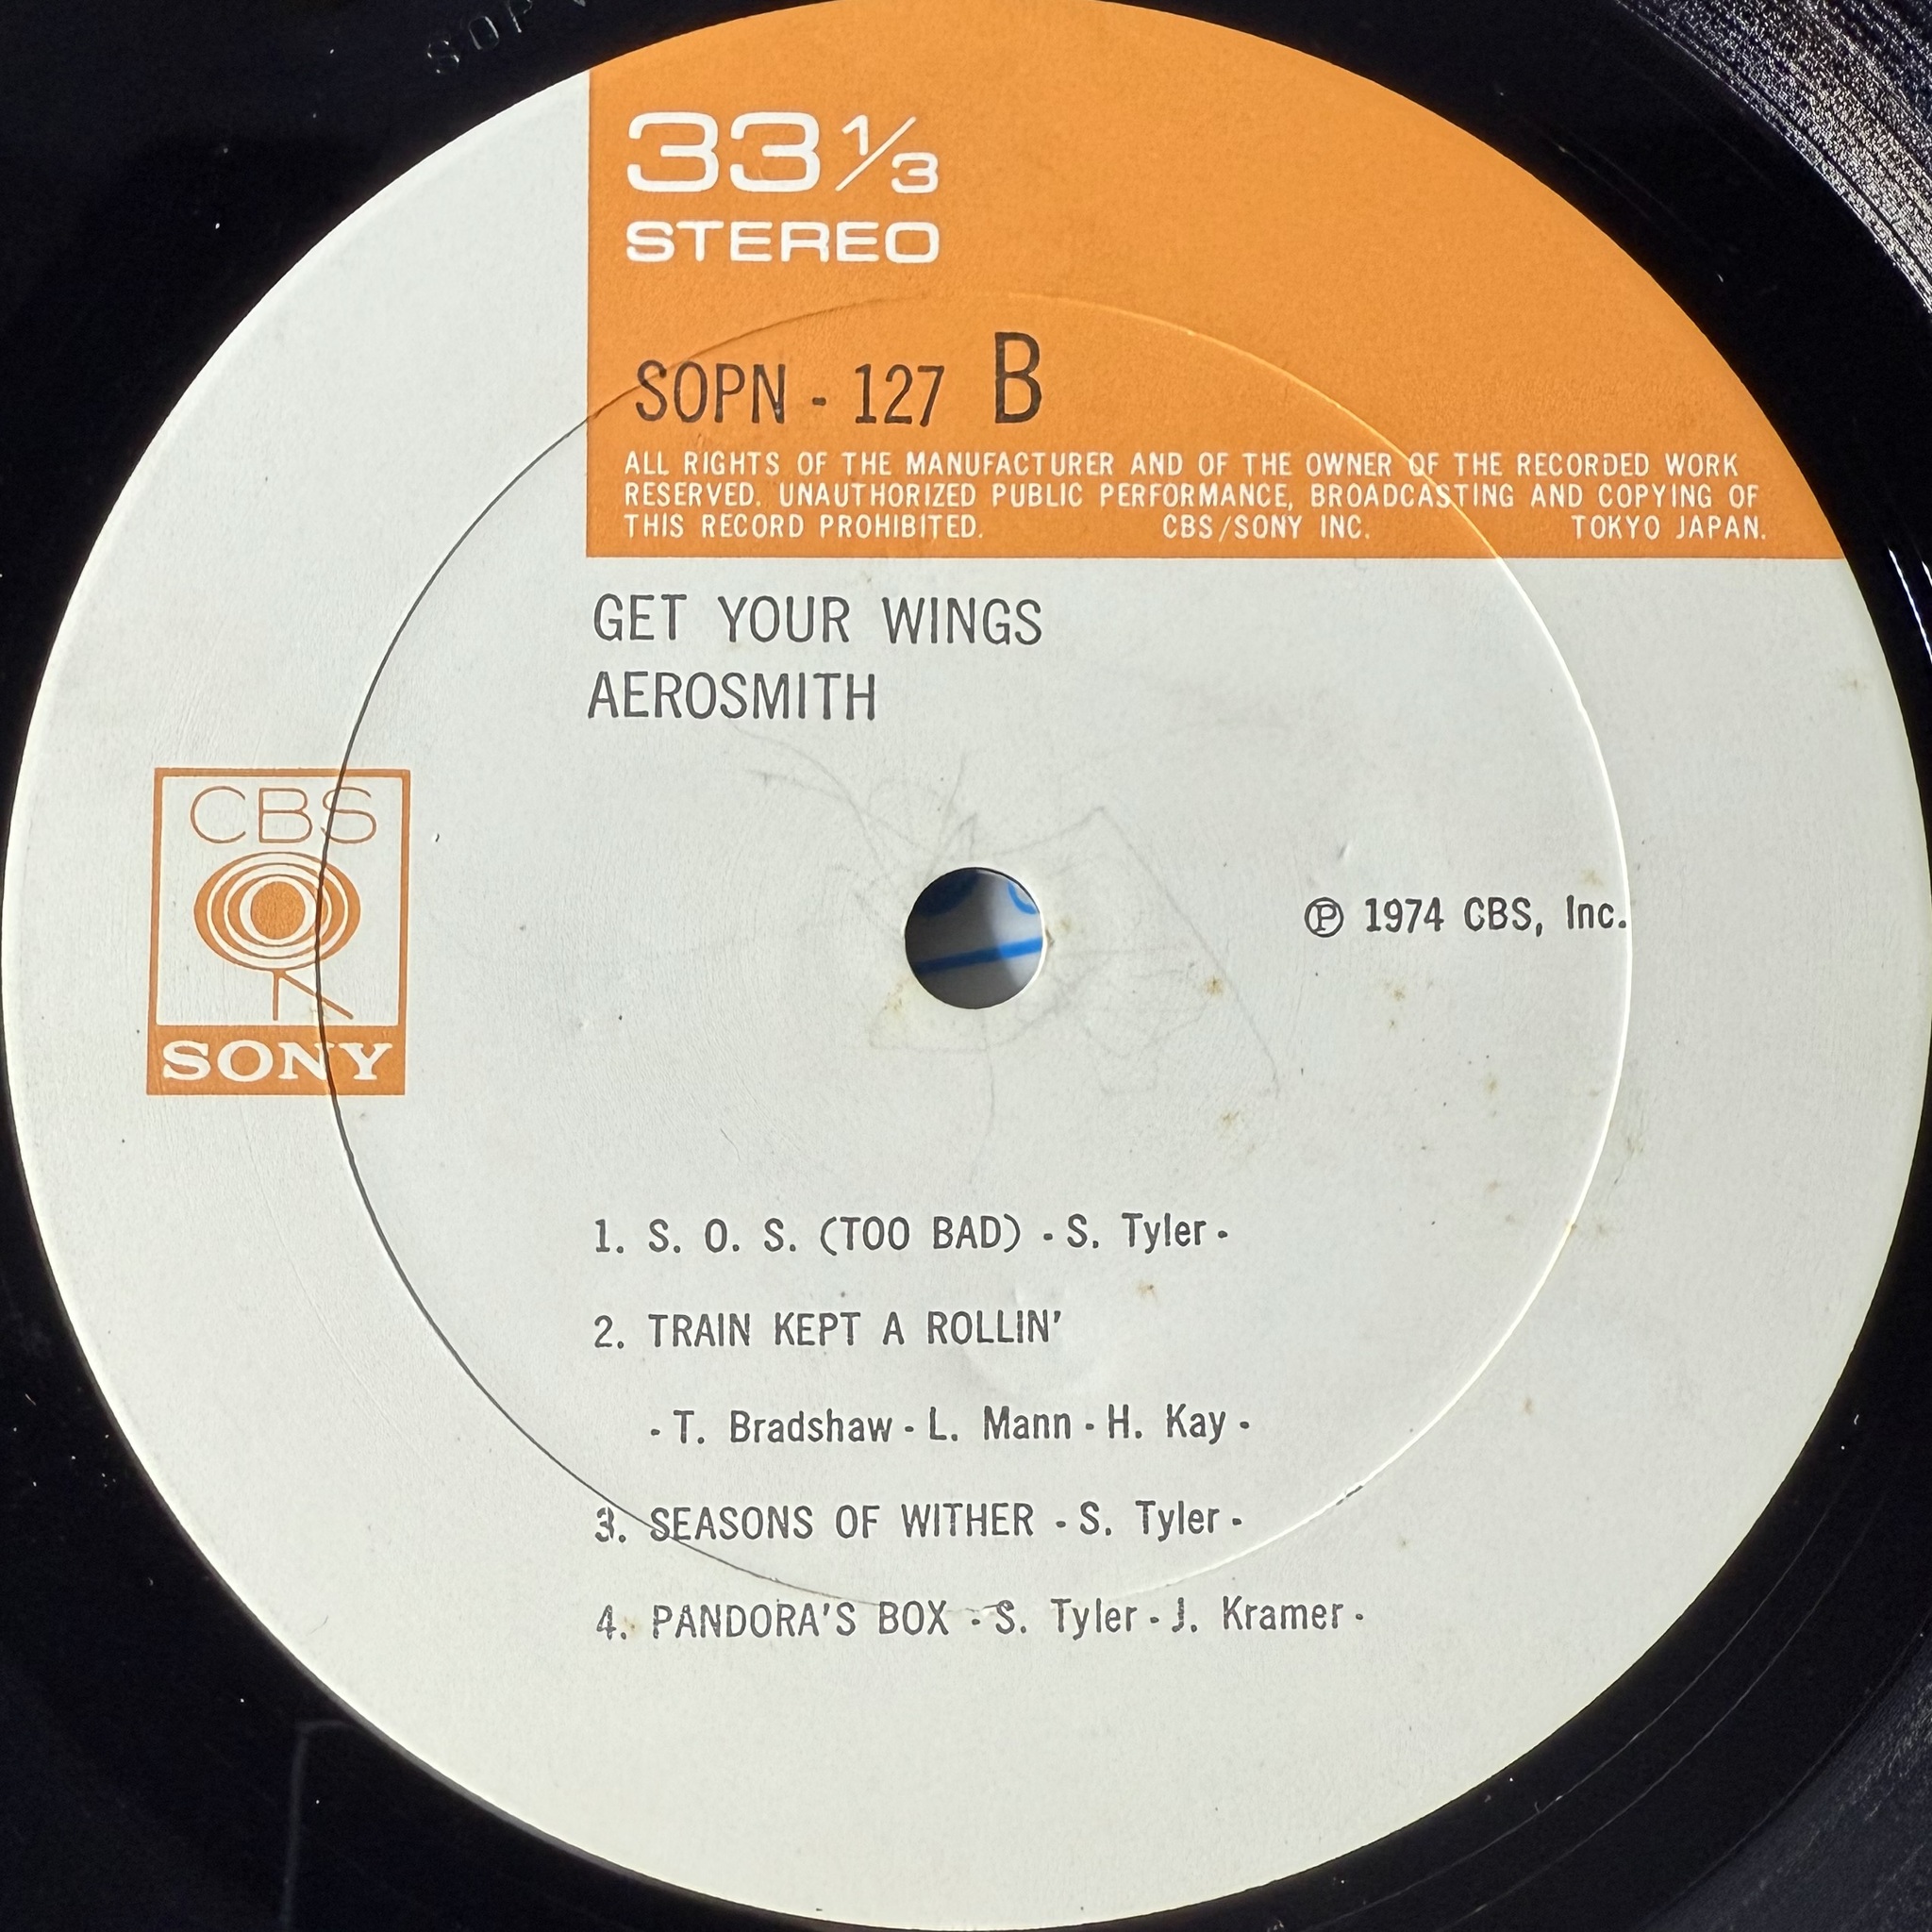 SOP
33 1/3
STEREO
SOPN - 127 B
ALL RIGHTS OF THE MANUFACTURER AND OF THE OWNER OF THE RECORDED WORK
RESERVED. UNAUTHORIZED PUBLIC PERFORMANCE, BROADCASTING AND COPYING OF
THIS RECORD PROHIBITED. CBS/SONY INC. TOKYO JAPAN.
GET YOUR WINGS
AEROSMITH
CBS
SONY
℗ 1974 CBS, Inc.
1. S. O. S. (TOO BAD) - S. Tyler -
2. TRAIN KEPT A ROLLIN'
- T. Bradshaw - L. Mann - H. Kay -
3. SEASONS OF WITHER - S. Tyler -
4. PANDORA'S BOX - S. Tyler - J. Kramer -